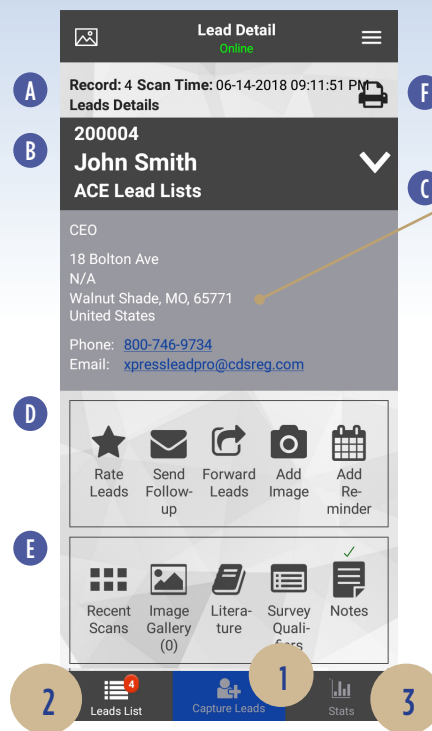 Lead Detail
Online
A
Record: 4 Scan Time: 06-14-2018 09:11:51 PM
F
Leads Details
B
200004
John Smith
ACE Lead Lists
C
CEO
18 Bolton Ave
N/A
Walnut Shade, MO, 65771
United States
Phone: 800-746-9734
Email: xpressleadpro@cdsreg.com
D
Rate Send Forward Add Add
Leads Follow- Leads Image Re-
up minder
E
Recent Image Litera- Survey Notes
Scans Gallery ture Quali-
(0) fiers
1
2
4
3
Leads List Capture Leads Stats